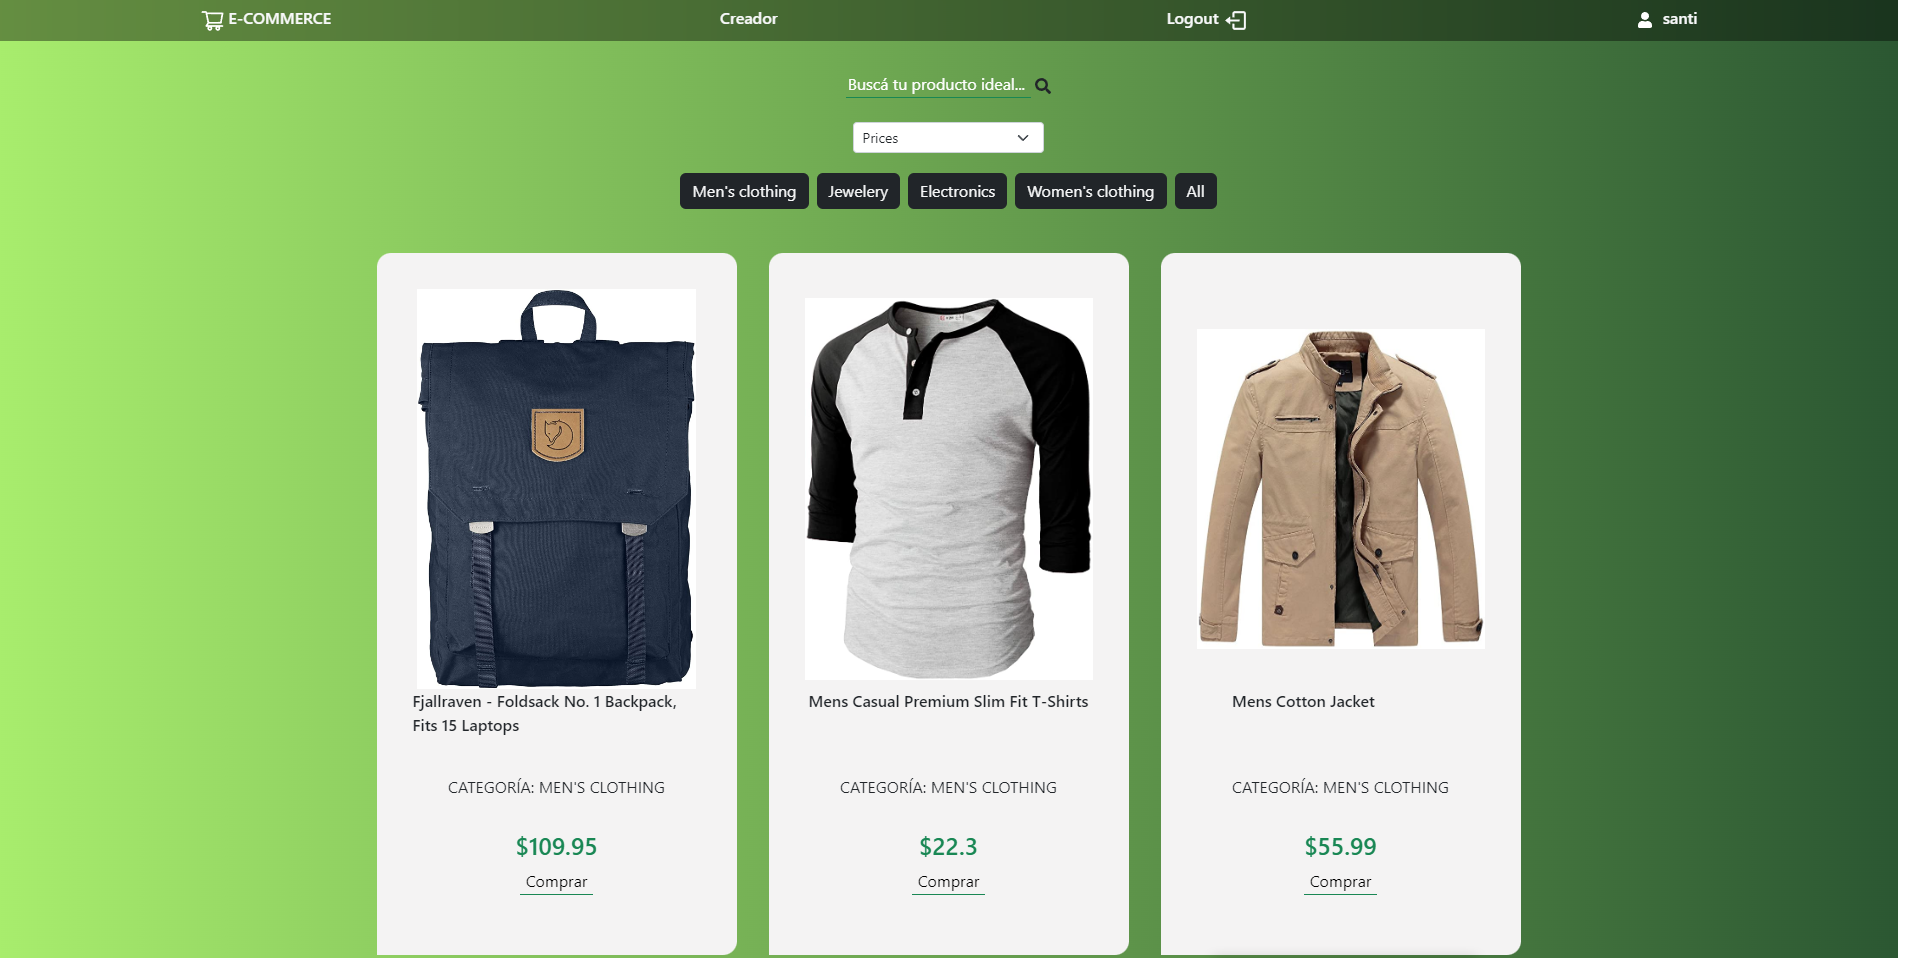 E-COMMERCE
Creador
Logout
santi
Buscá tu producto ideal...
Prices
Men's clothing
Jewelery
Electronics
Women's clothing
All
Fjallraven - Foldsack No. 1 Backpack,
Fits 15 Laptops
CATEGORÍA: MEN'S CLOTHING
$109.95
Comprar
Mens Casual Premium Slim Fit T-Shirts
CATEGORÍA: MEN'S CLOTHING
$22.3
Comprar
Mens Cotton Jacket
CATEGORÍA: MEN'S CLOTHING
$55.99
Comprar